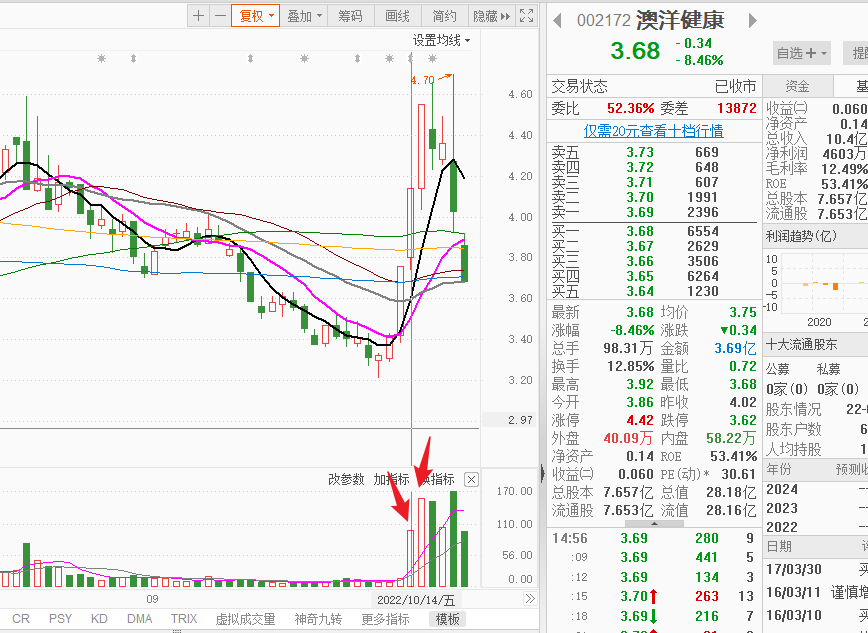 复权 叠加 筹码 画线 简约 隐藏
设置均线
4.70
4.60
4.40
4.20
4.00
3.80
3.60
3.40
3.20
2.97
改参数 加指标 换指标
170.00
110.00
56.00
0.00
09 2022/10/14/五
CR PSY KD DMA TRIX 虚拟成交量 神奇九转 更多指标 模板
002172 澳洋健康
3.68 -0.34
-8.46%
自选+
交易状态 已收市
委比 52.36% 委差 13872
仅需20元查看十档行情
卖五 3.73 669
卖四 3.72 648
卖三 3.71 607
卖二 3.70 1991
卖一 3.69 2396
买一 3.68 6554
买二 3.67 2629
买三 3.66 3506
买四 3.65 6264
买五 3.64 1230
最新 3.68 均价 3.75
涨幅 -8.46% 涨跌 ▼0.34
总手 98.31万 金额 3.69亿
换手 12.85% 量比 0.72
最高 3.92 最低 3.68
今开 3.86 昨收 4.02
涨停 4.42 跌停 3.62
外盘 40.09万 内盘 58.22万
净资产 0.14 ROE 53.41%
收益㈡ 0.060 PE(动)* 30.61
总股本 7.657亿 总值 28.18亿
流通股 7.653亿 流值 28.16亿
14:56 3.69 280 9
:09 3.69 441 5
:12 3.69 134 3
:15 3.70↑ 263 13
:18 3.69↓ 216 7
资金
收益㈡ 0.060
净资产 0.14
总收入 10.4亿
净利润 4603万
毛利率 12.49%
ROE 53.41%
总股本 7.657亿
流通股 7.653亿
利润趋势(亿)
10
5
0
-5
-10
2020
十大流通股东
公募 私募
0家(0) 0家(0)
股东情况 22-
股东户数 6
人均持股 1
年份 预测收
2024
2023
2022
日期
17/03/30 买
16/03/11 谨慎增
16/03/10